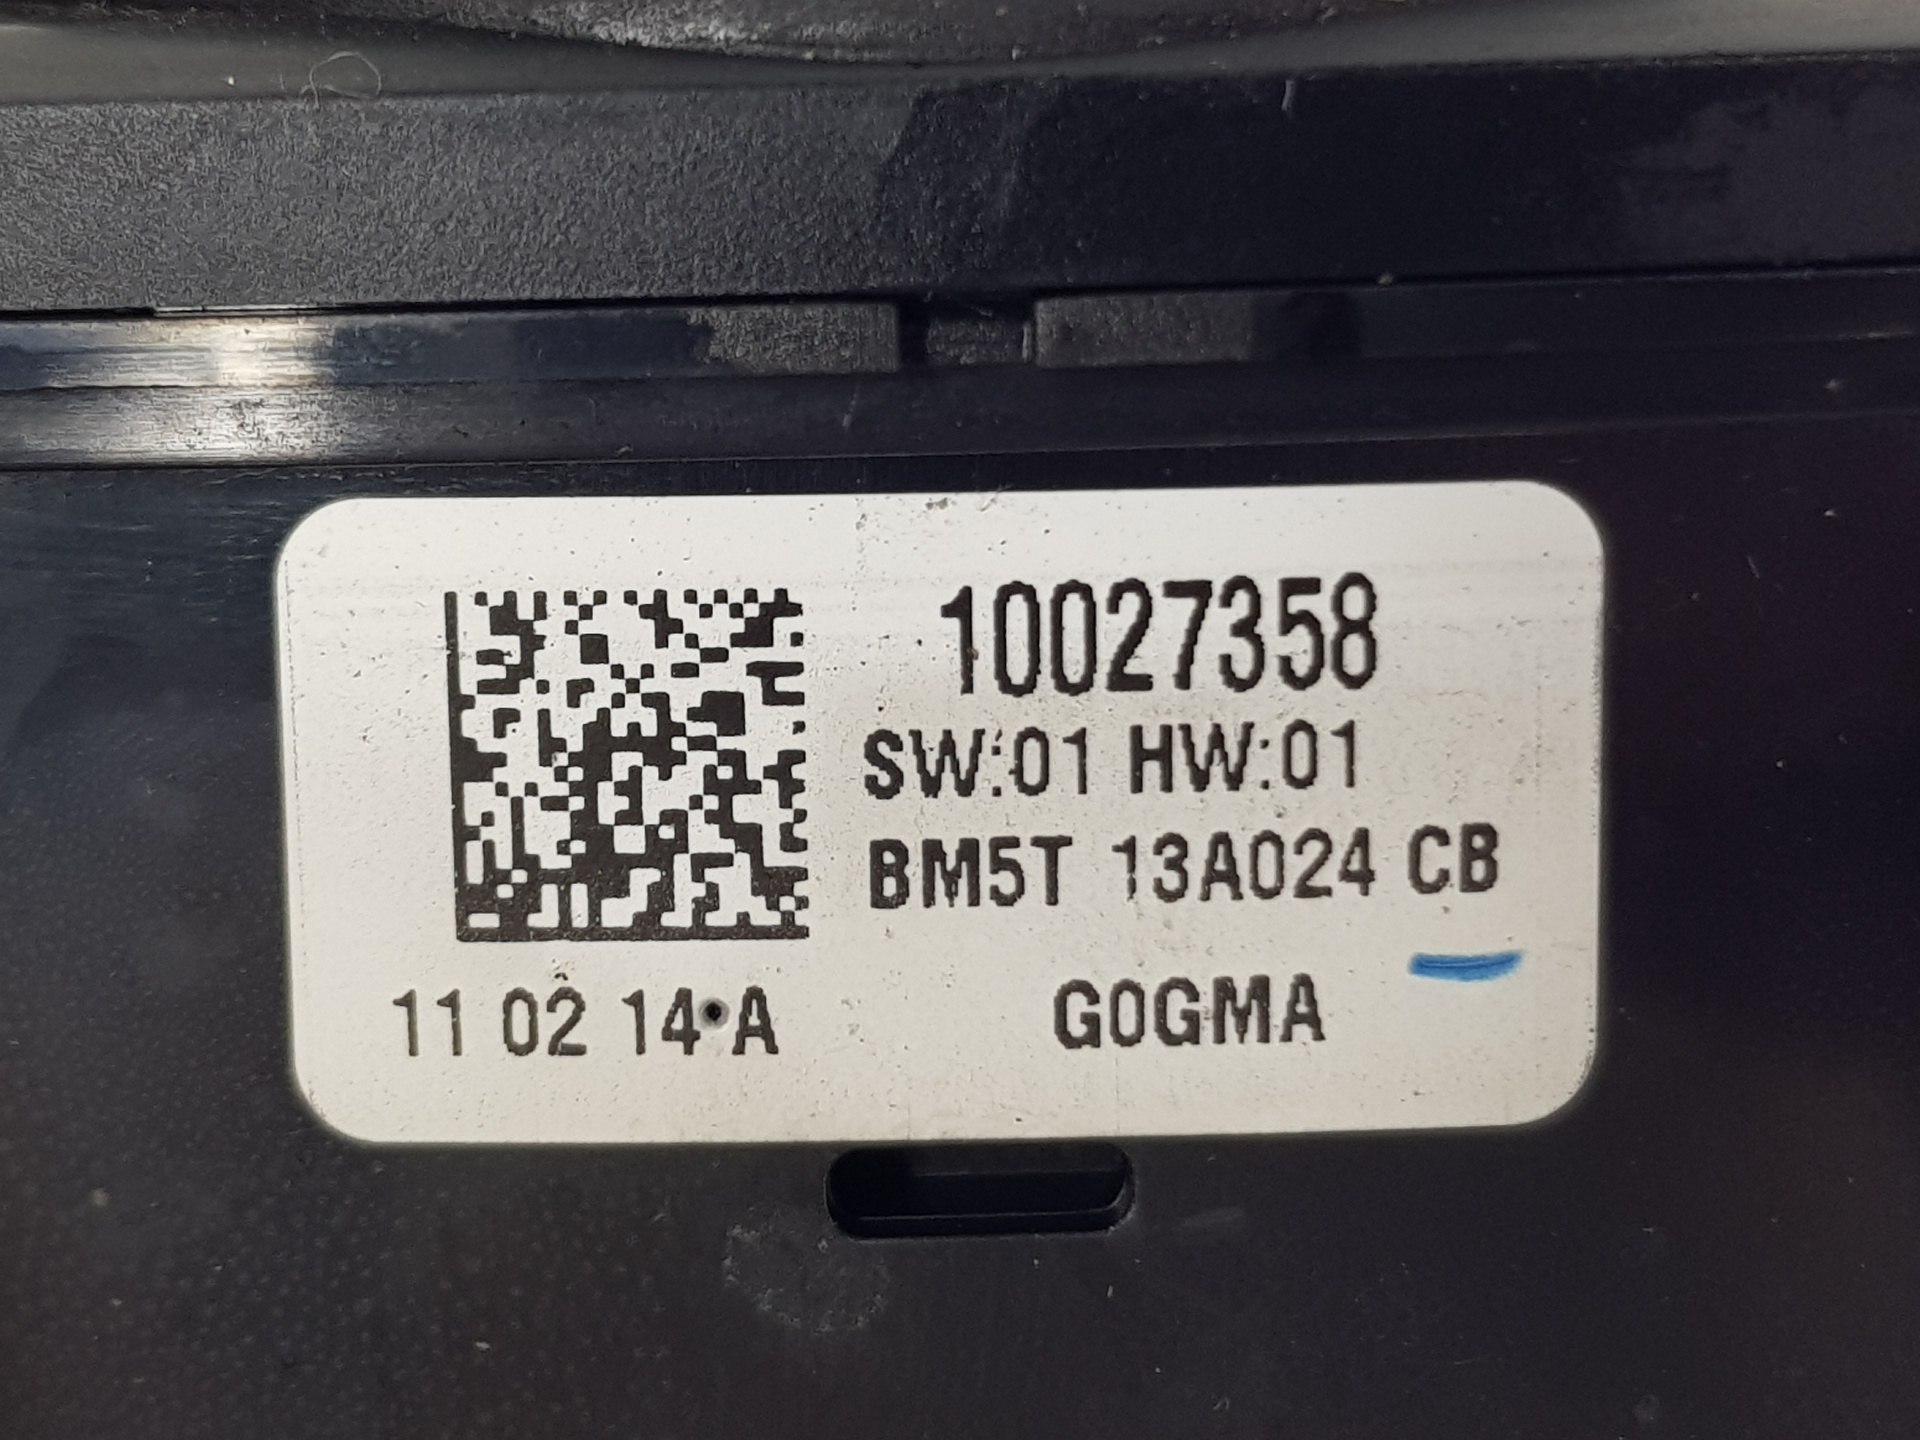 10027358
SW:01 HW:01
BM5T 13A024 CB
11 02 14 A
G0GMA